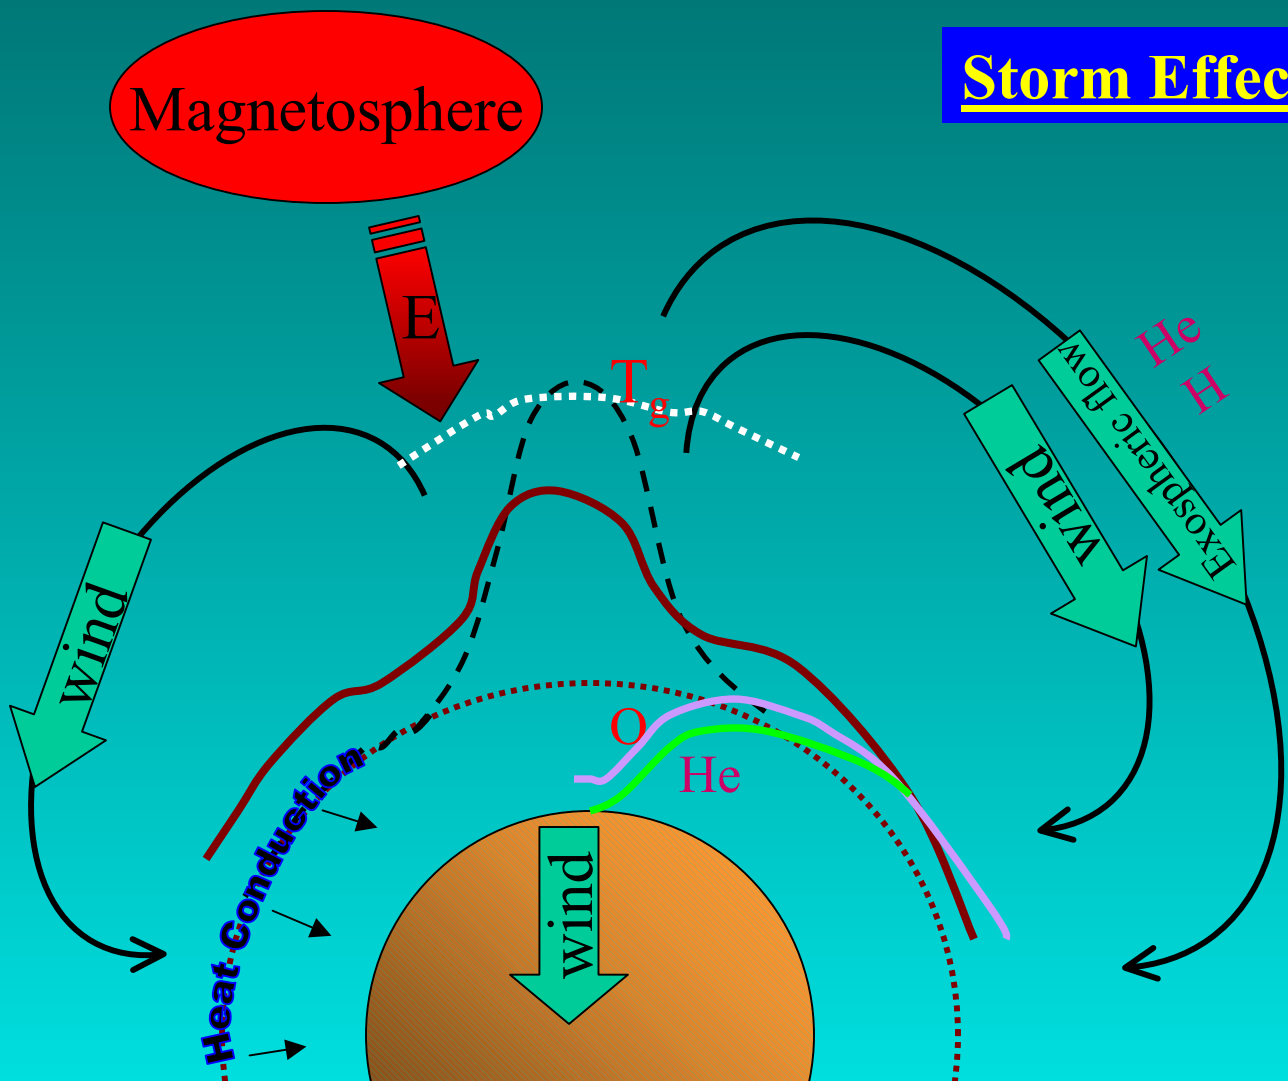 Magnetosphere
Storm Effec
E
Tg
He
H
Exospheric flow
wind
wind
O
He
Heat Conduction
wind